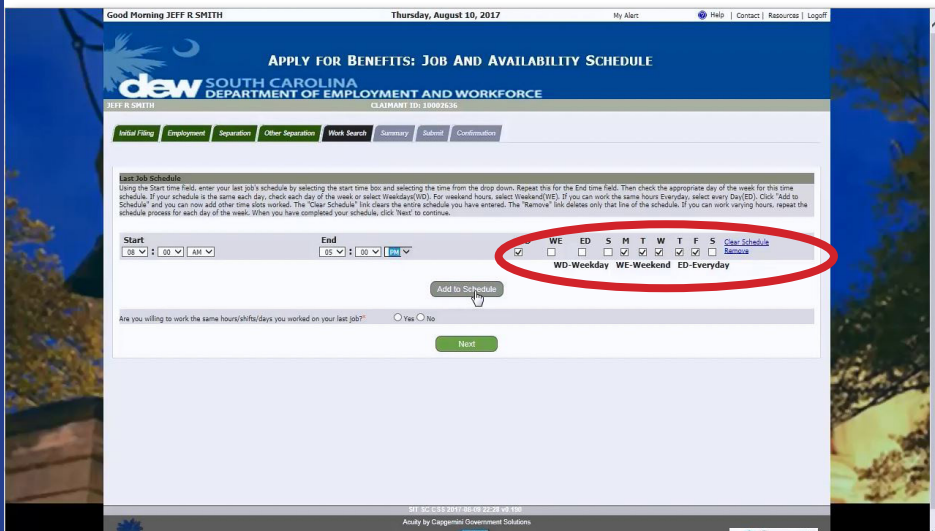 Good Morning JEFF R SMITH Thursday, August 10, 2017 My Alert Help | Contact | Resources | Logoff
APPLY FOR BENEFITS: JOB AND AVAILABILITY SCHEDULE
dew SOUTH CAROLINA
DEPARTMENT OF EMPLOYMENT AND WORKFORCE
JEFF R SMITH CLAIMANT ID: 10002636
Initial Filing Employment Separation Other Separation Work Search Summary Submit Confirmation
Last Job Schedule
Using the Start time field, enter your last job's schedule by selecting the start time box and selecting the time from the drop down. Repeat this for the End time field. Then check the appropriate day of the week for this time
schedule. If your schedule is the same each day, check each day of the week or select Weekdays(WD). For weekend hours, select Weekend(WE). If you can work the same hours Everyday, select every Day(ED). Click "Add to
Schedule" and you can now add other time slots worked. The "Clear Schedule" link clears the entire schedule you have entered. The "Remove" link deletes only that line of the schedule. If you can work varying hours, repeat the
schedule process for each day of the week. When you have completed your schedule, click 'Next' to continue.
Start End WE ED S M T W T F S Clear Schedule
08 : 00 AM 05 : 00 PM Remove
WD-Weekday WE-Weekend ED-Everyday
Add to Schedule
Are you willing to work the same hours/shifts/days you worked on your last job?* Yes No
Next
Acuity by Capgemini Government Solutions